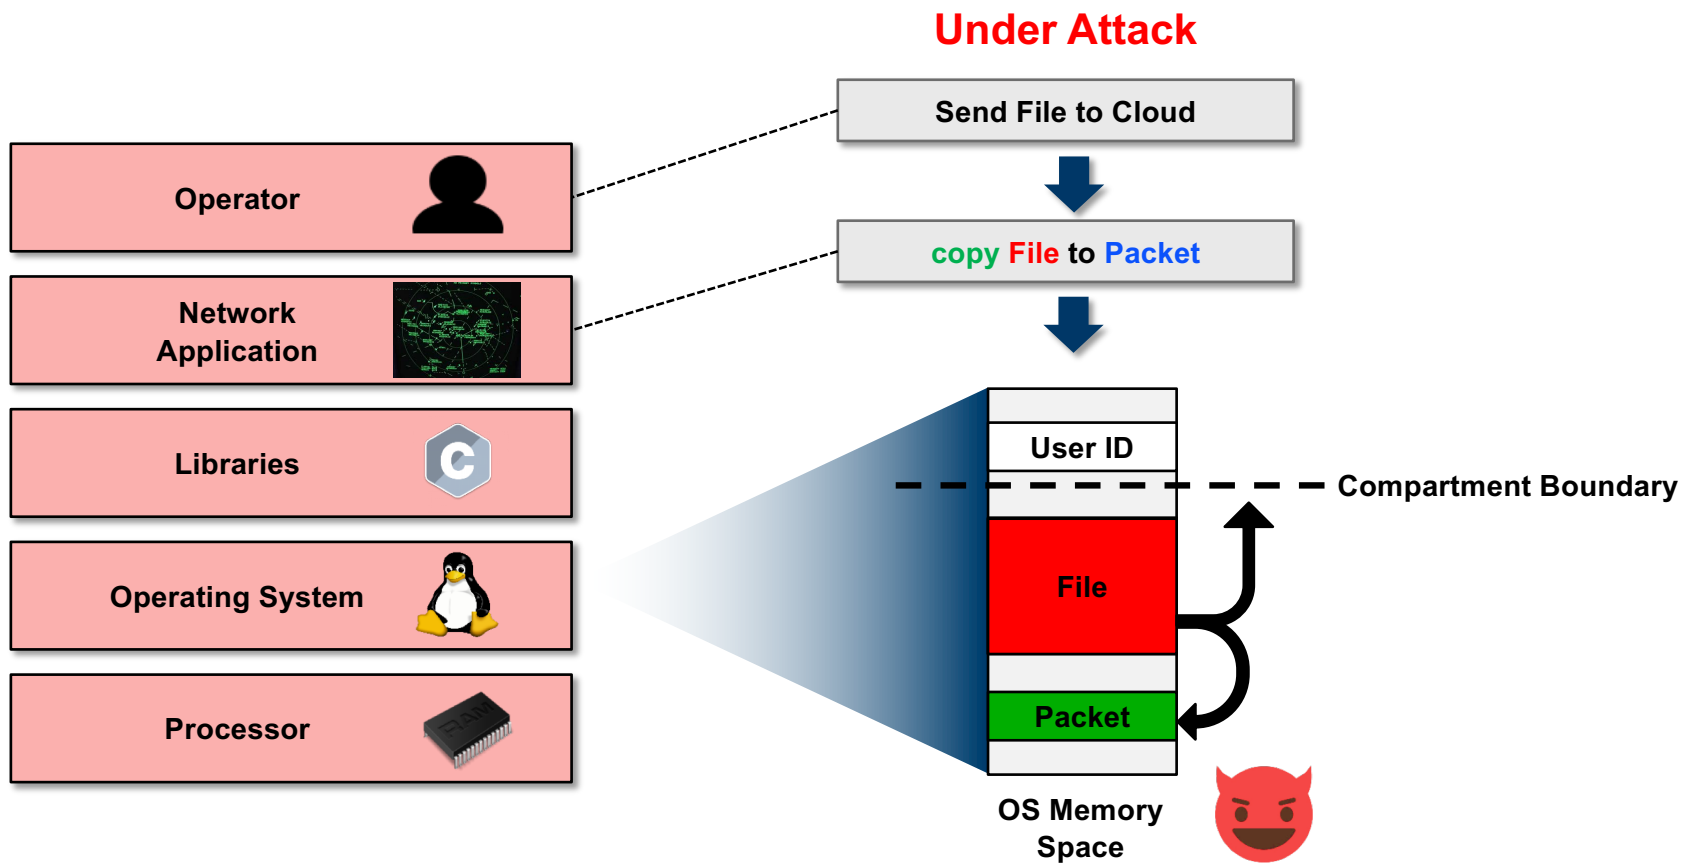 Under Attack
Send File to Cloud
Operator
copy File to Packet
Network
Application
User ID
Compartment Boundary
Libraries
C
File
Operating System
Packet
Processor
RAM
OS Memory
Space